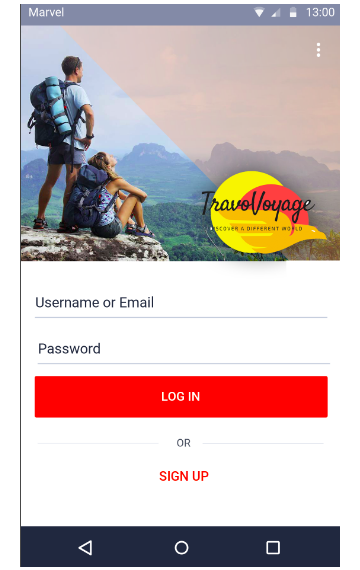 Marvel
13:00
TravoVoyage
DISCOVER A DIFFERENT WORLD
Username or Email
Password
LOG IN
OR
SIGN UP